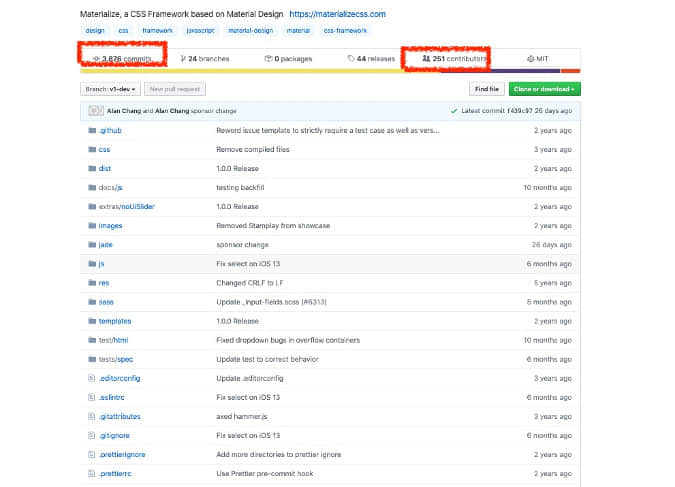 Materialize, a CSS Framework based on Material Design https://materializecss.com
design css framework javascript material-design material css-framework
3,876 commits 24 branches 0 packages 44 releases 251 contributors MIT
Branch: v1-dev New pull request Find file Clone or download
Alan Chang and Alan Chang sponsor change Latest commit f439c97 26 days ago
.github Reword issue template to strictly require a test case as well as vers... 2 years ago
css Remove compiled files 3 years ago
dist 1.0.0 Release 2 years ago
docs/js testing backfill 10 months ago
extras/noUiSlider 1.0.0 Release 2 years ago
images Removed Stamplay from showcase 2 years ago
jade sponsor change 26 days ago
js Fix select on iOS 13 6 months ago
res Changed CRLF to LF 5 years ago
sass Update _input-fields.scss (#6313) 5 months ago
templates 1.0.0 Release 2 years ago
test/html Fixed dropdown bugs in overflow containers 10 months ago
tests/spec Update test to correct behavior 6 months ago
.editorconfig Update .editorconfig 3 years ago
.eslintrc Fix select on iOS 13 6 months ago
.gitattributes axed hammer.js 3 years ago
.gitignore Fix select on iOS 13 6 months ago
.prettierignore Add more directories to prettier ignore 2 years ago
.prettierrc Use Prettier pre-commit hook 2 years ago